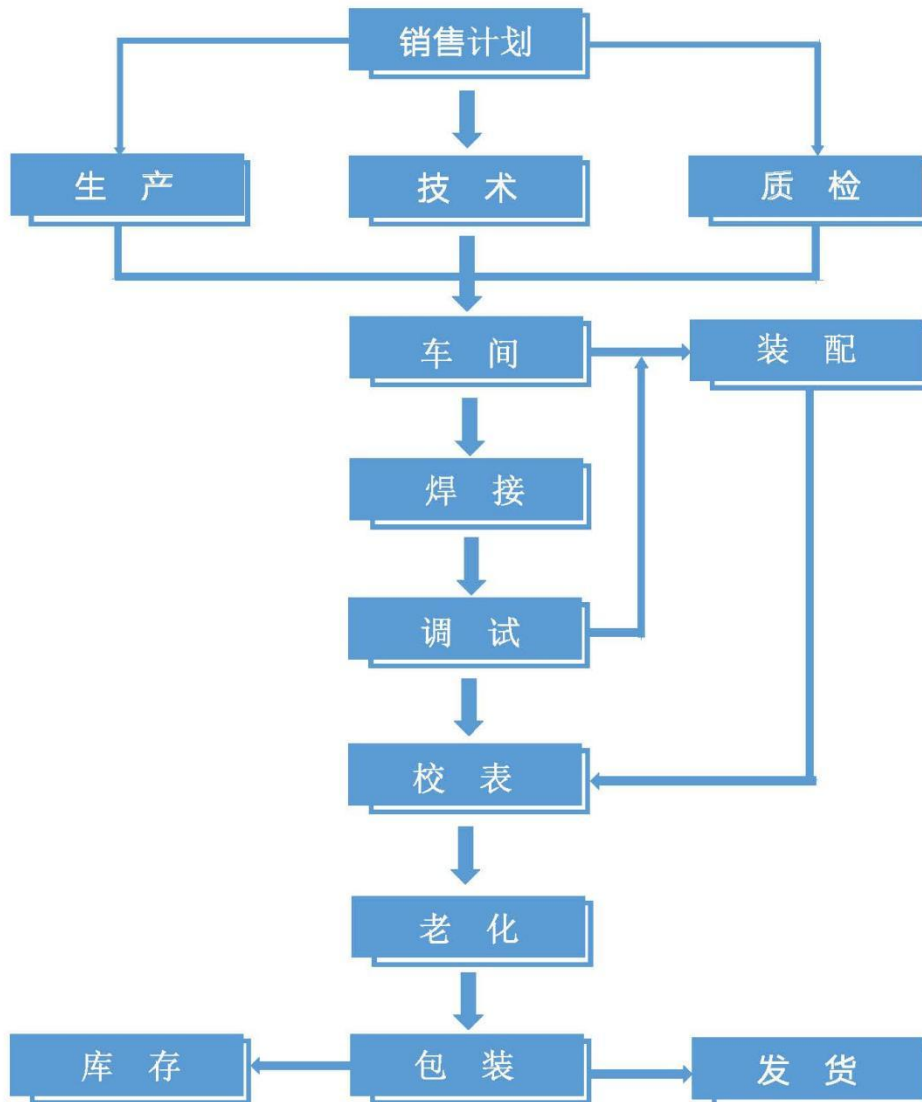 销售计划
生 产
技 术
质 检
车 间
装 配
焊 接
调 试
校 表
老 化
库 存
包 装
发 货